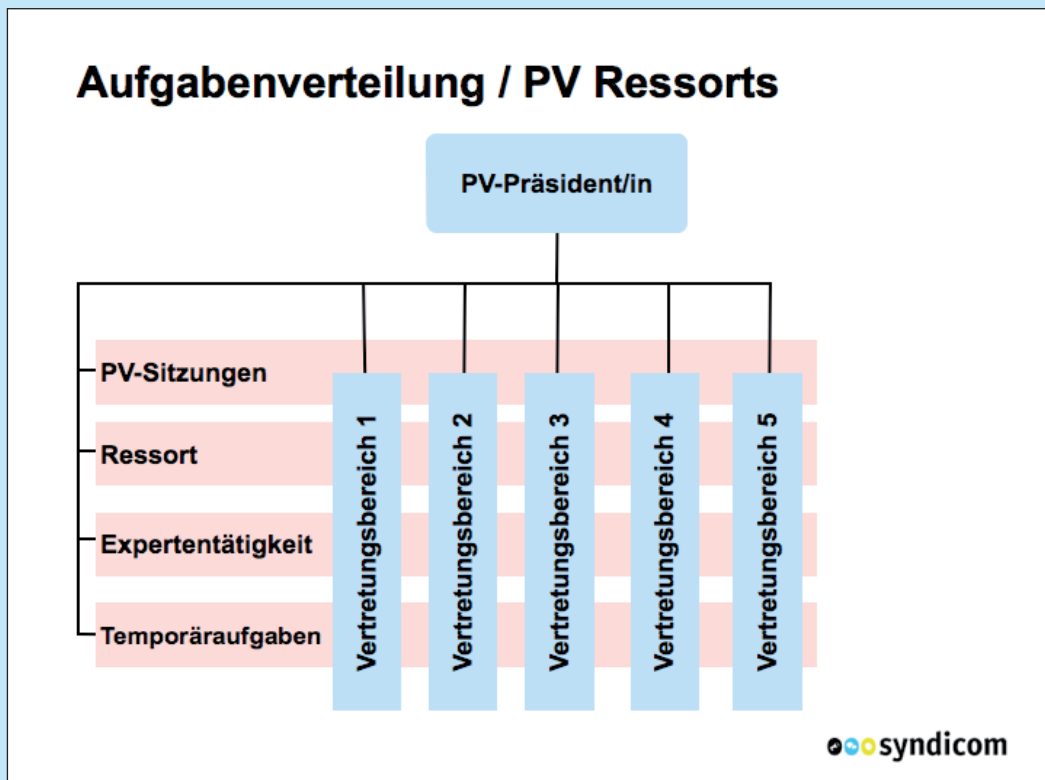 Aufgabenverteilung / PV Ressorts
PV-Präsident/in
PV-Sitzungen
Ressort
Expertentätigkeit
Temporäraufgaben
Vertretungsbereich 1
Vertretungsbereich 2
Vertretungsbereich 3
Vertretungsbereich 4
Vertretungsbereich 5
syndicom